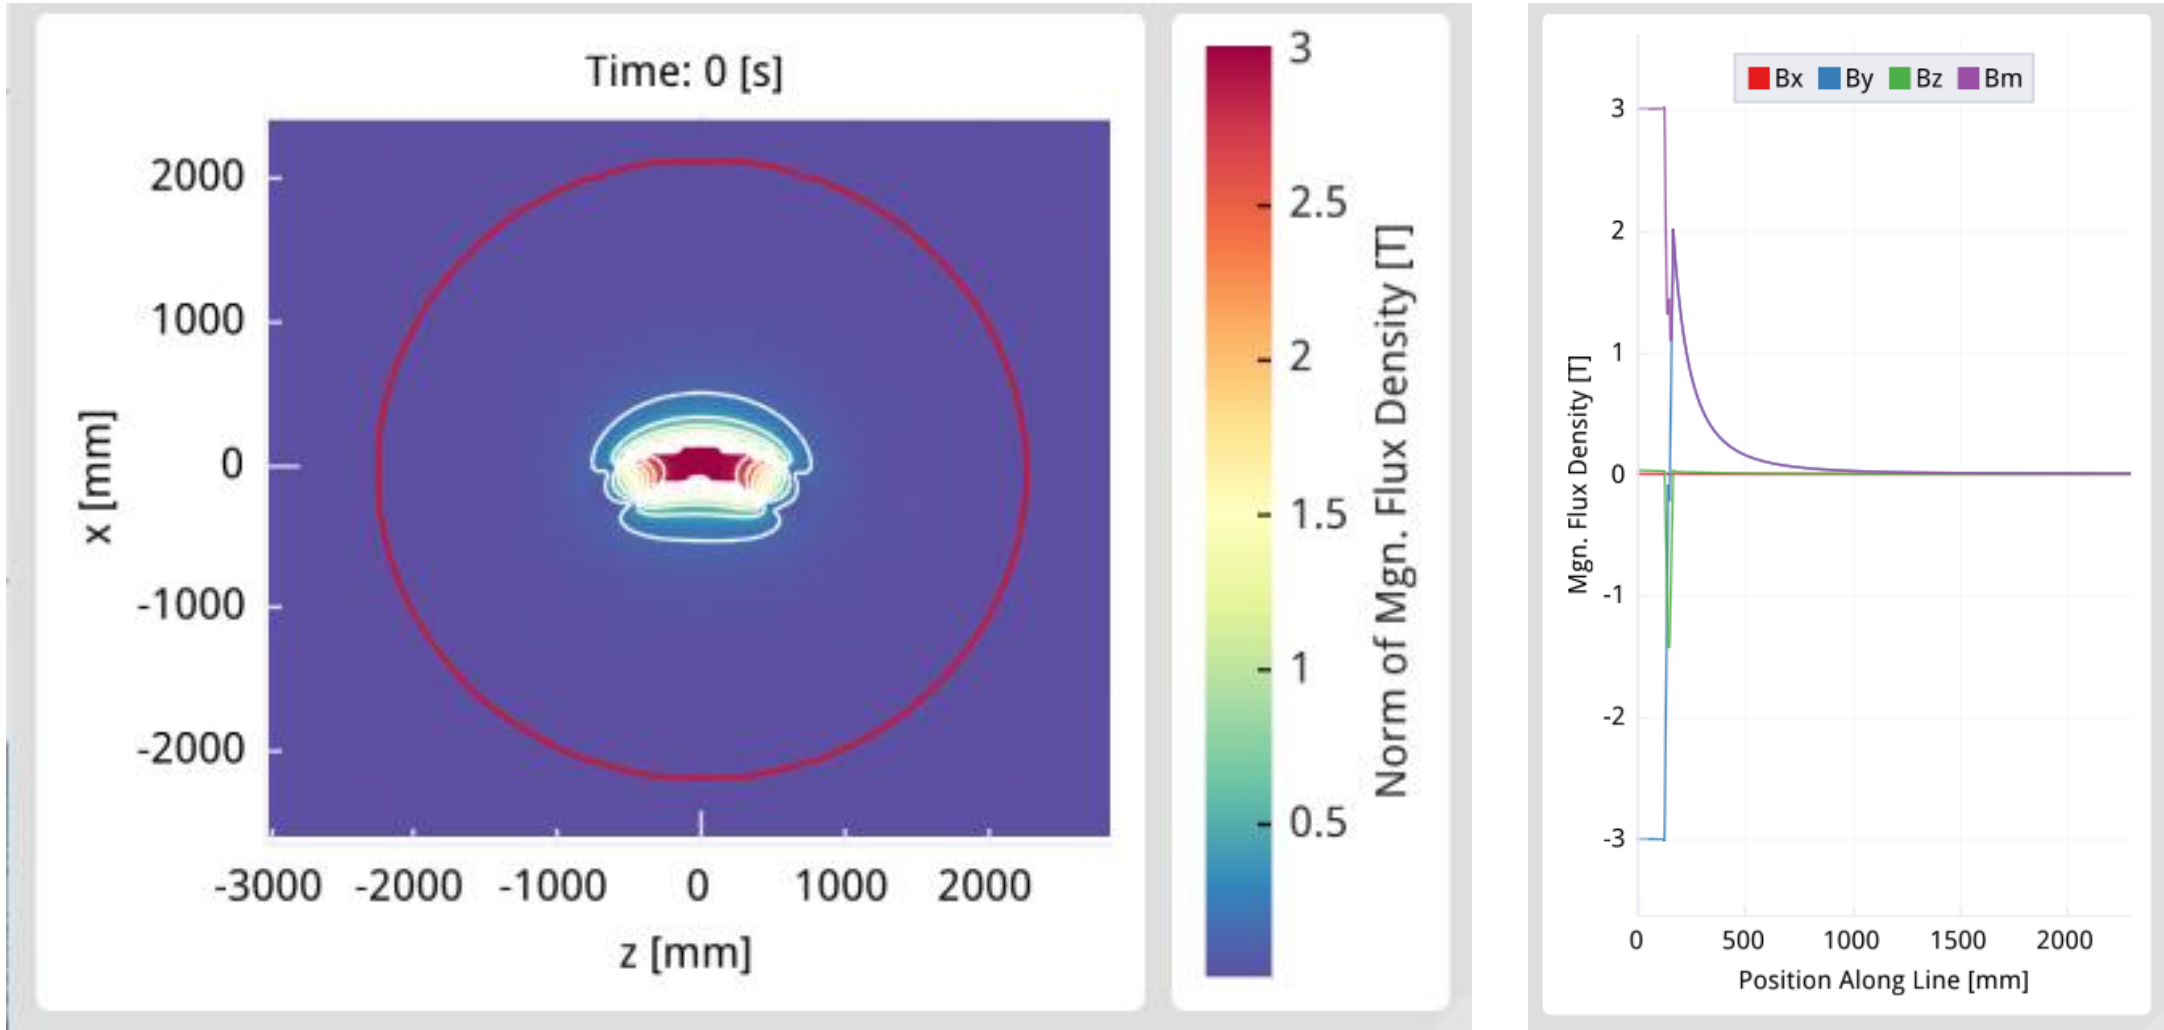 Time: 0 [s]
2000
1000
0
-1000
-2000
x [mm]
-3000 -2000 -1000 0 1000 2000
z [mm]
3
2.5
2
1.5
1
0.5
Norm of Mgn. Flux Density [T]
Bx By Bz Bm
3
2
1
0
-1
-2
-3
Mgn. Flux Density [T]
0 500 1000 1500 2000
Position Along Line [mm]